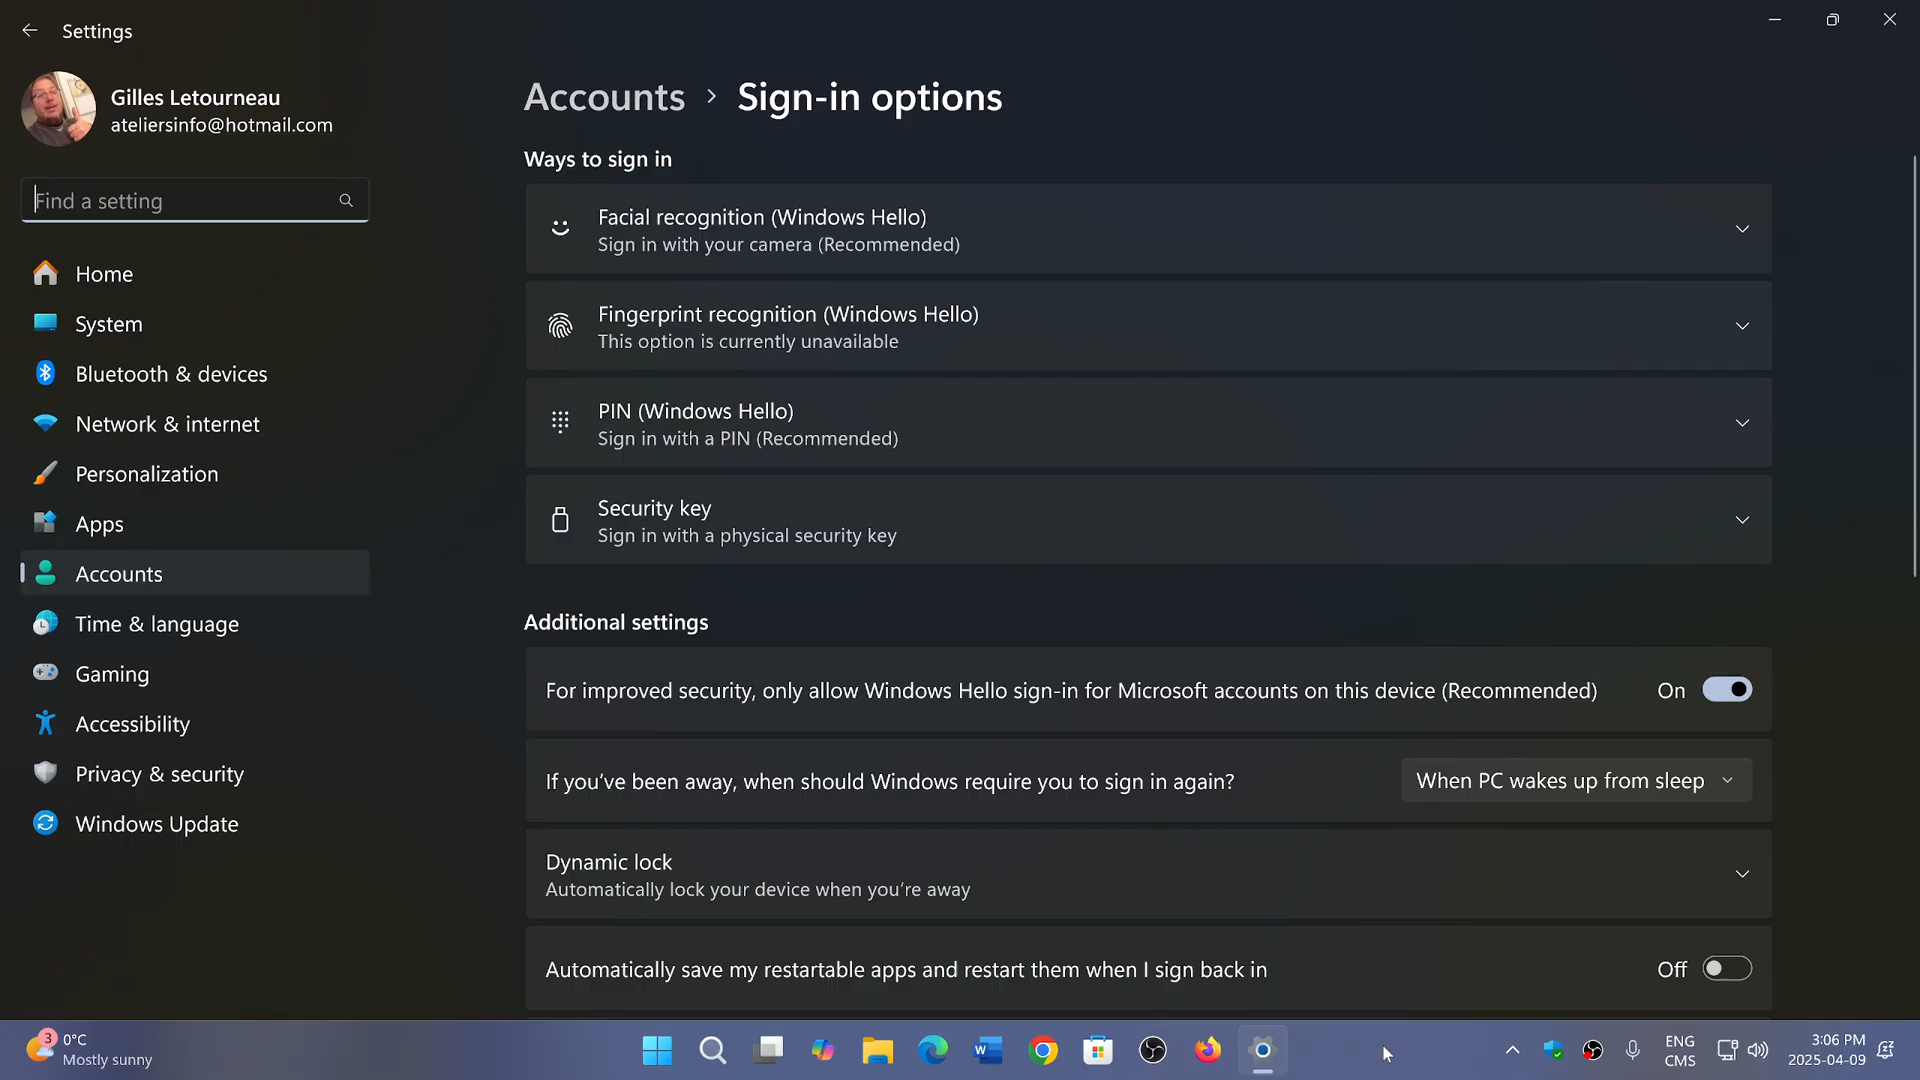 Settings
Gilles Letourneau
ateliersinfo@hotmail.com
Find a setting
Home
System
Bluetooth & devices
Network & internet
Personalization
Apps
Accounts
Time & language
Gaming
Accessibility
Privacy & security
Windows Update
Accounts > Sign-in options
Ways to sign in
Facial recognition (Windows Hello)
Sign in with your camera (Recommended)
Fingerprint recognition (Windows Hello)
This option is currently unavailable
PIN (Windows Hello)
Sign in with a PIN (Recommended)
Security key
Sign in with a physical security key
Additional settings
For improved security, only allow Windows Hello sign-in for Microsoft accounts on this device (Recommended) On
If you've been away, when should Windows require you to sign in again? When PC wakes up from sleep
Dynamic lock
Automatically lock your device when you're away
Automatically save my restartable apps and restart them when I sign back in Off
3
0°C
Mostly sunny
ENG
CMS
3:06 PM
2025-04-09